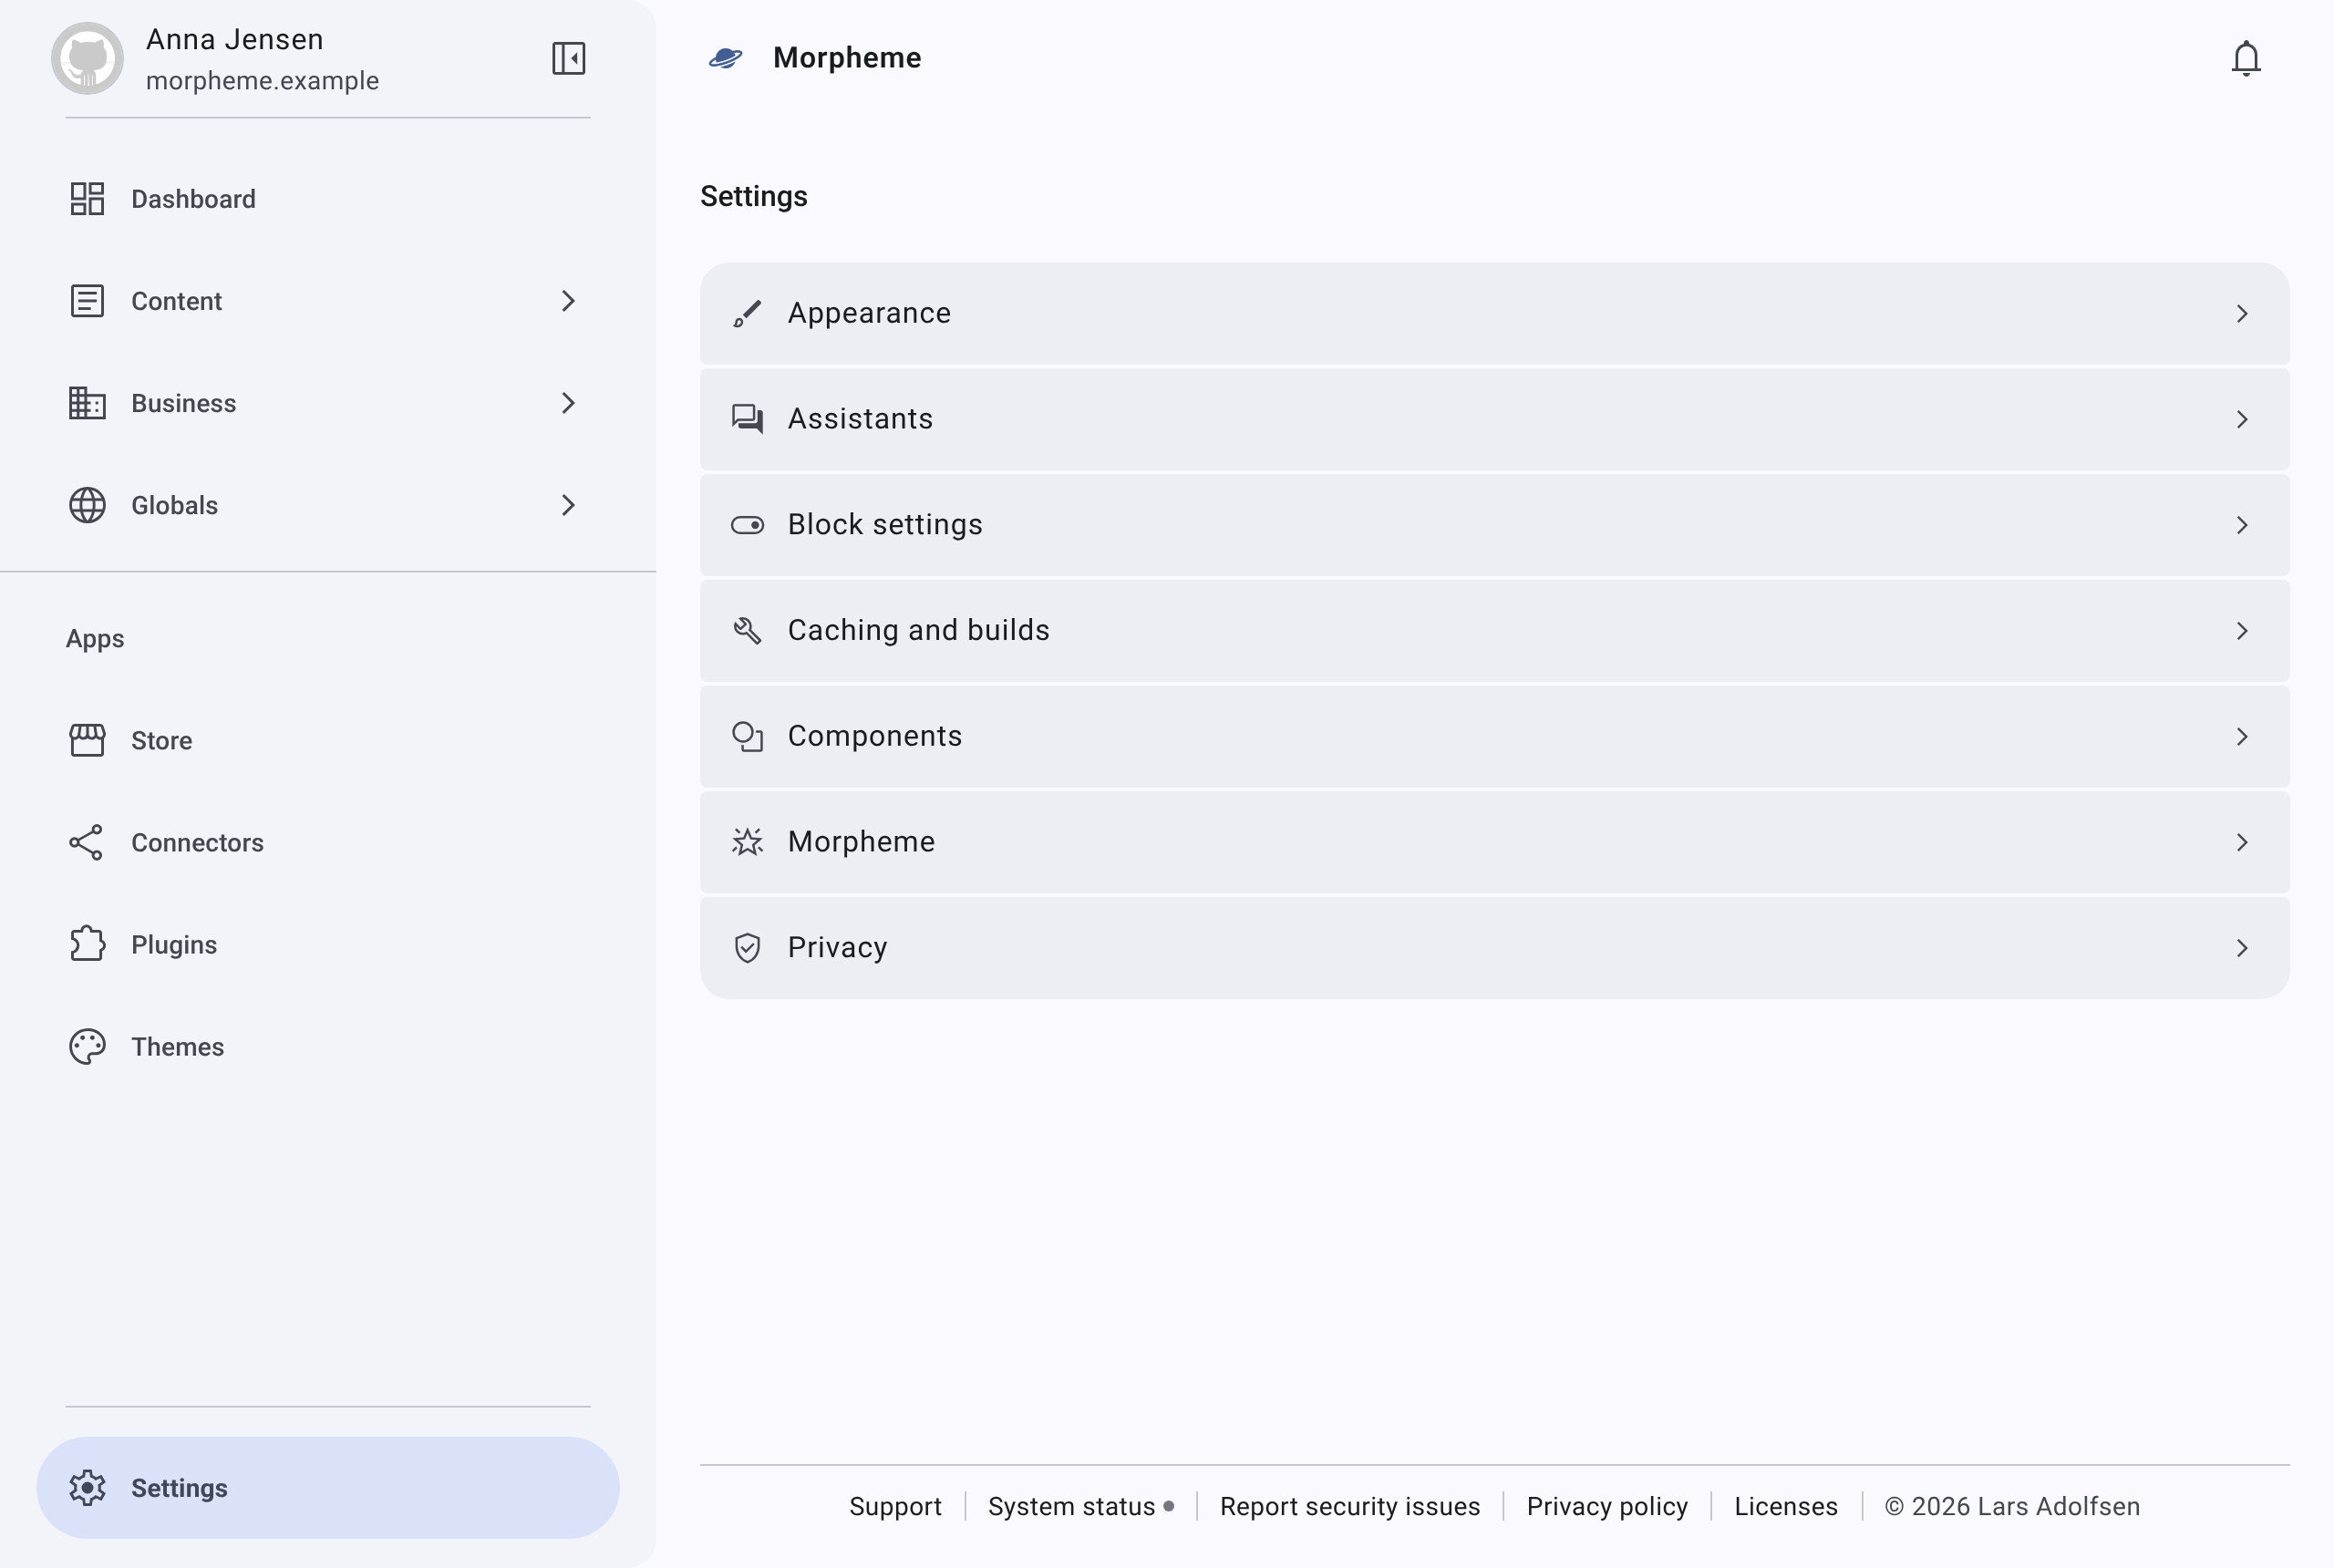 Anna Jensen
morpheme.example
Dashboard
Content
Business
Globals
Apps
Store
Connectors
Plugins
Themes
Settings
Morpheme
Settings
Appearance
Assistants
Block settings
Caching and builds
Components
Morpheme
Privacy
Support System status Report security issues Privacy policy Licenses © 2026 Lars Adolfsen